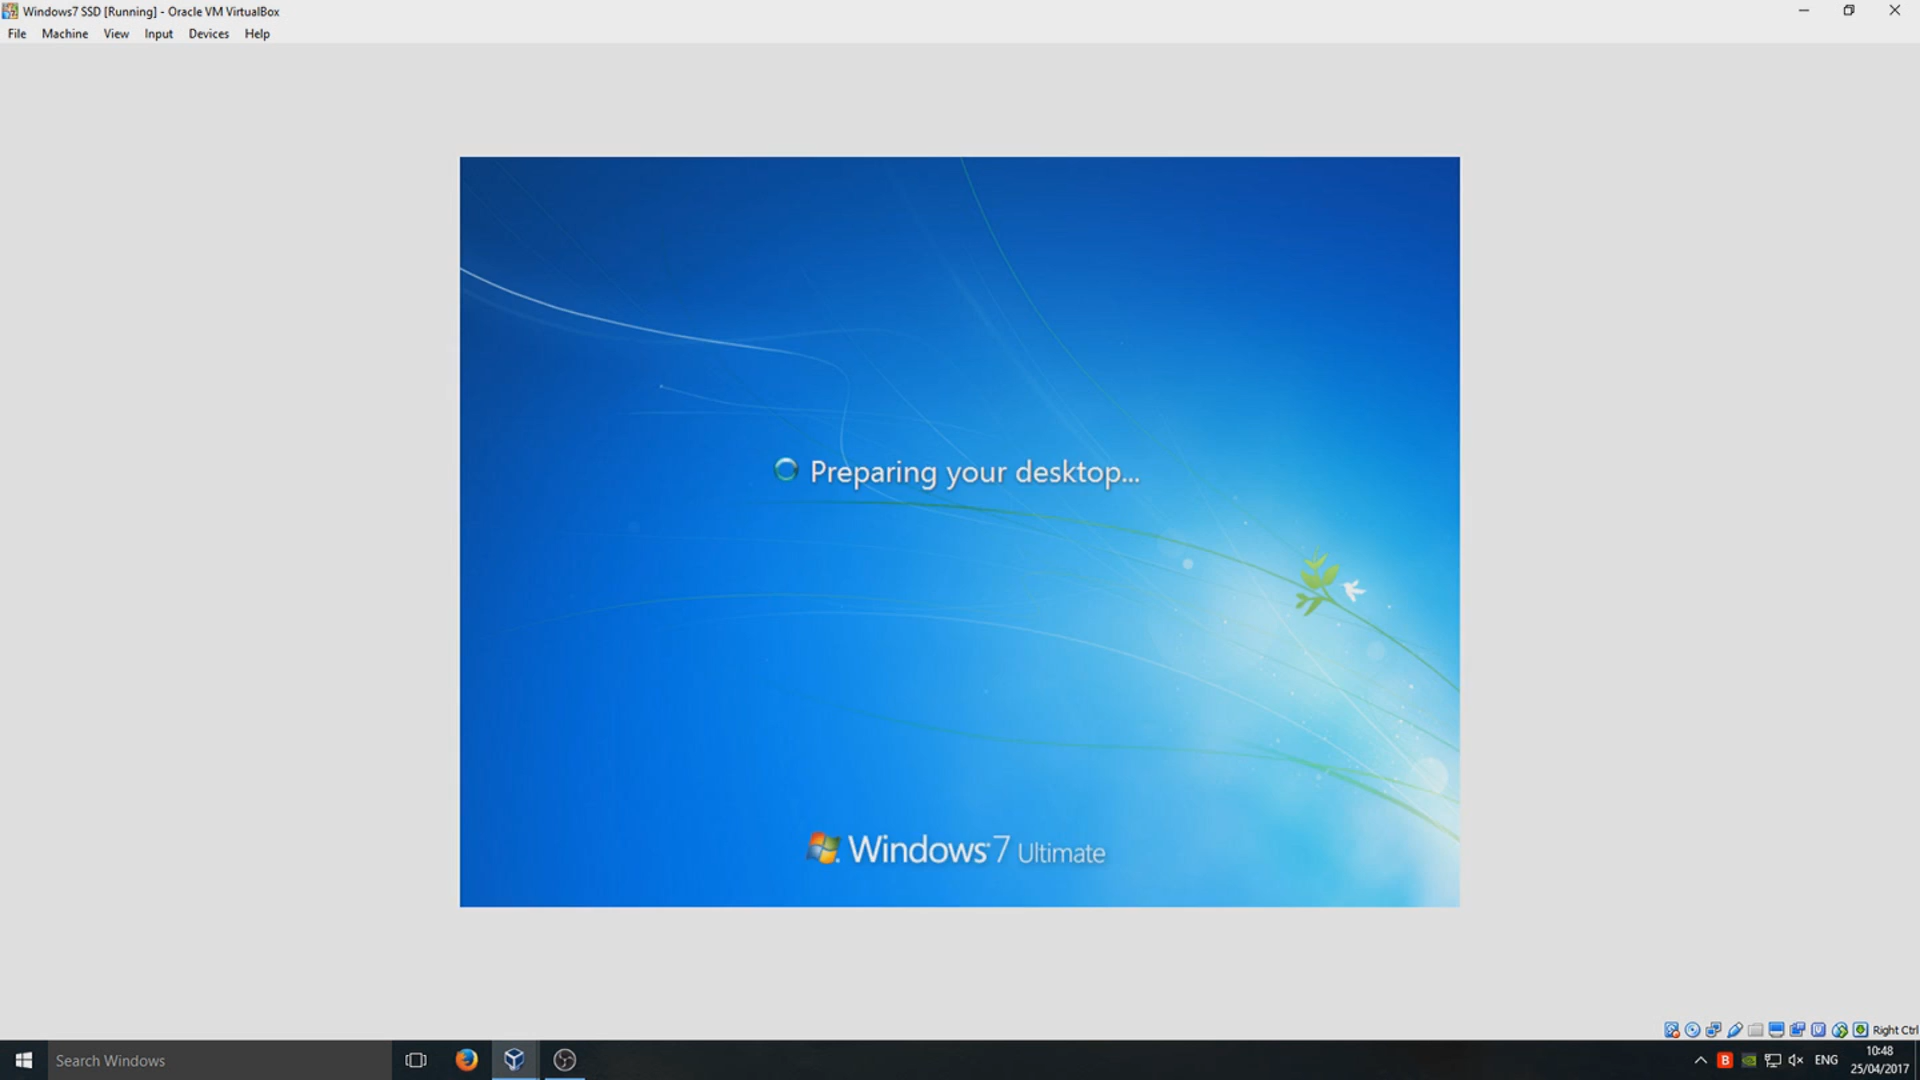 Windows7 SSD [Running] - Oracle VM VirtualBox
File Machine View Input Devices Help
Preparing your desktop...
Windows 7 Ultimate
Right Ctrl
Search Windows
B
ENG
10:48
25/04/2017